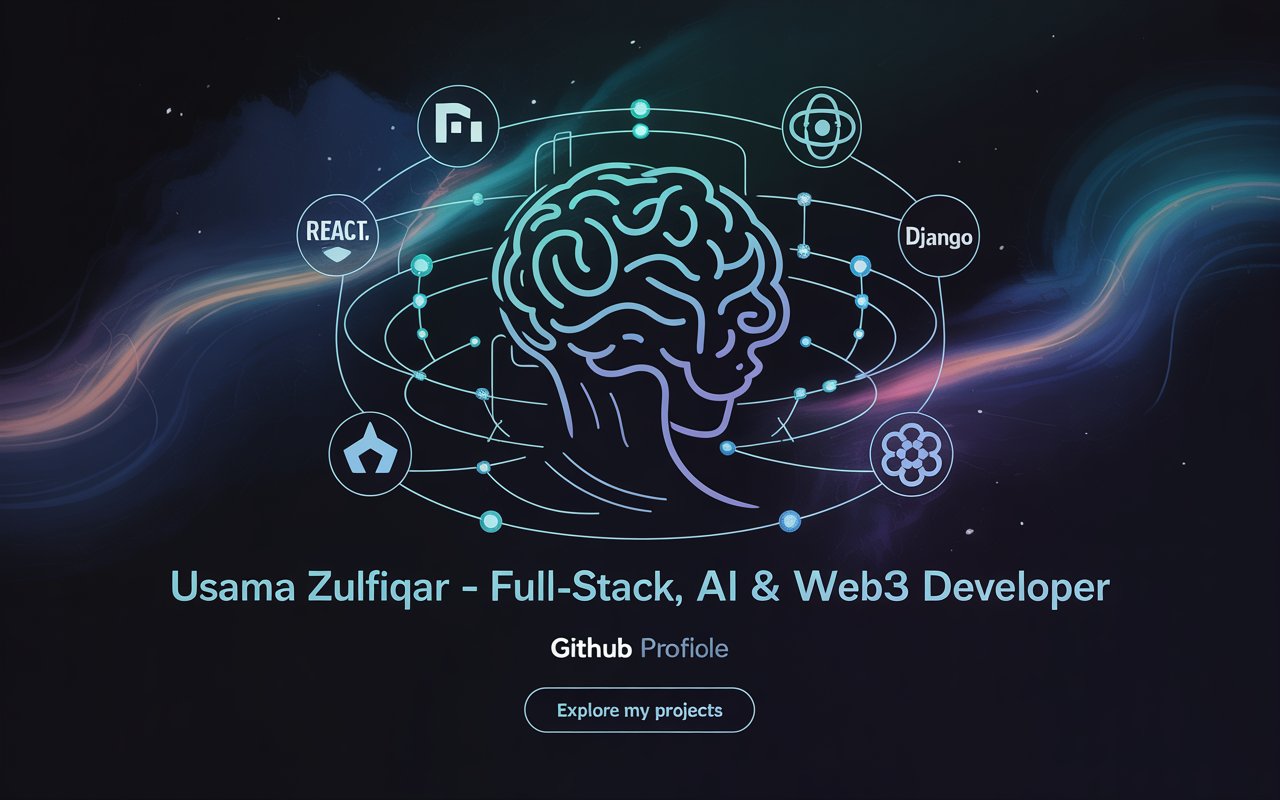 REACT.
Django
Usama Zulfiqar - Full-Stack, AI & Web3 Developer
Github Profiole
Explore my projects